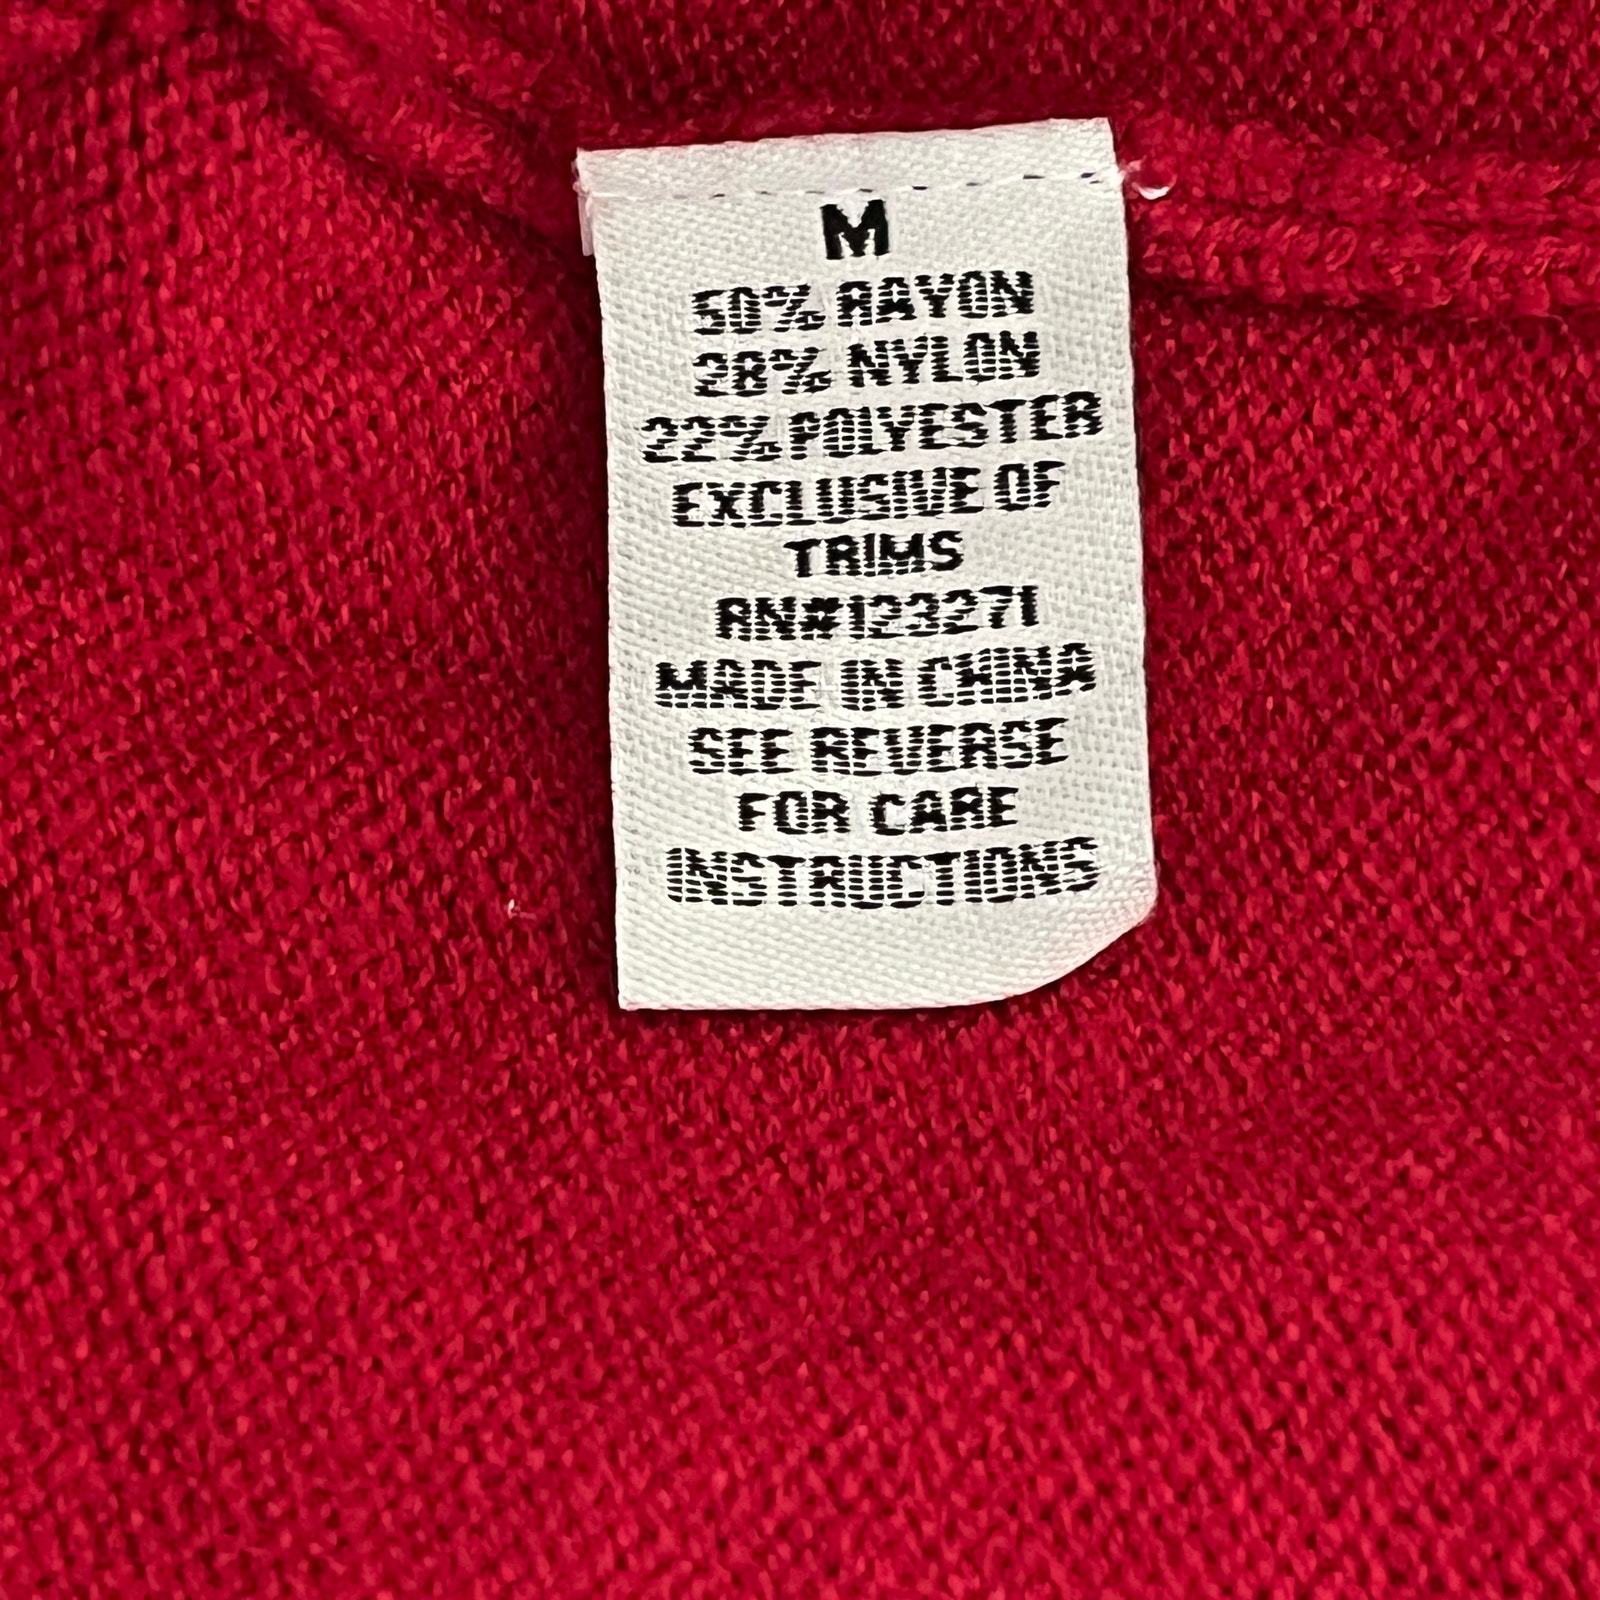 M
50% RAYON
28% NYLON
22% POLYESTER
EXCLUSIVE OF
TRIMS
RN#123271
MADE IN CHINA
SEE REVERSE
FOR CARE
INSTRUCTIONS